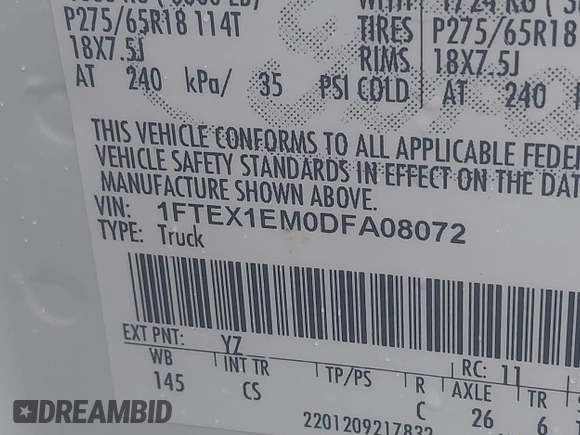 P275/65R18 114T
18X7.5J
AT 240 kPa/ 35 PSI COLD
TIRES P275/65R18
RIMS 18X7.5J
AT 240
THIS VEHICLE CONFORMS TO ALL APPLICABLE
VEHICLE SAFETY STANDARDS IN EFFECT ON THE
MANUFACTURE SHOWN ABOVE.
VIN: 1FTEX1EM0DFA08072
TYPE: Truck
EXT PNT: YZ RC: 11
WB INT TR TP/PS R AXLE TR
145 CS C 26 6
2201209217832
DREAMBID